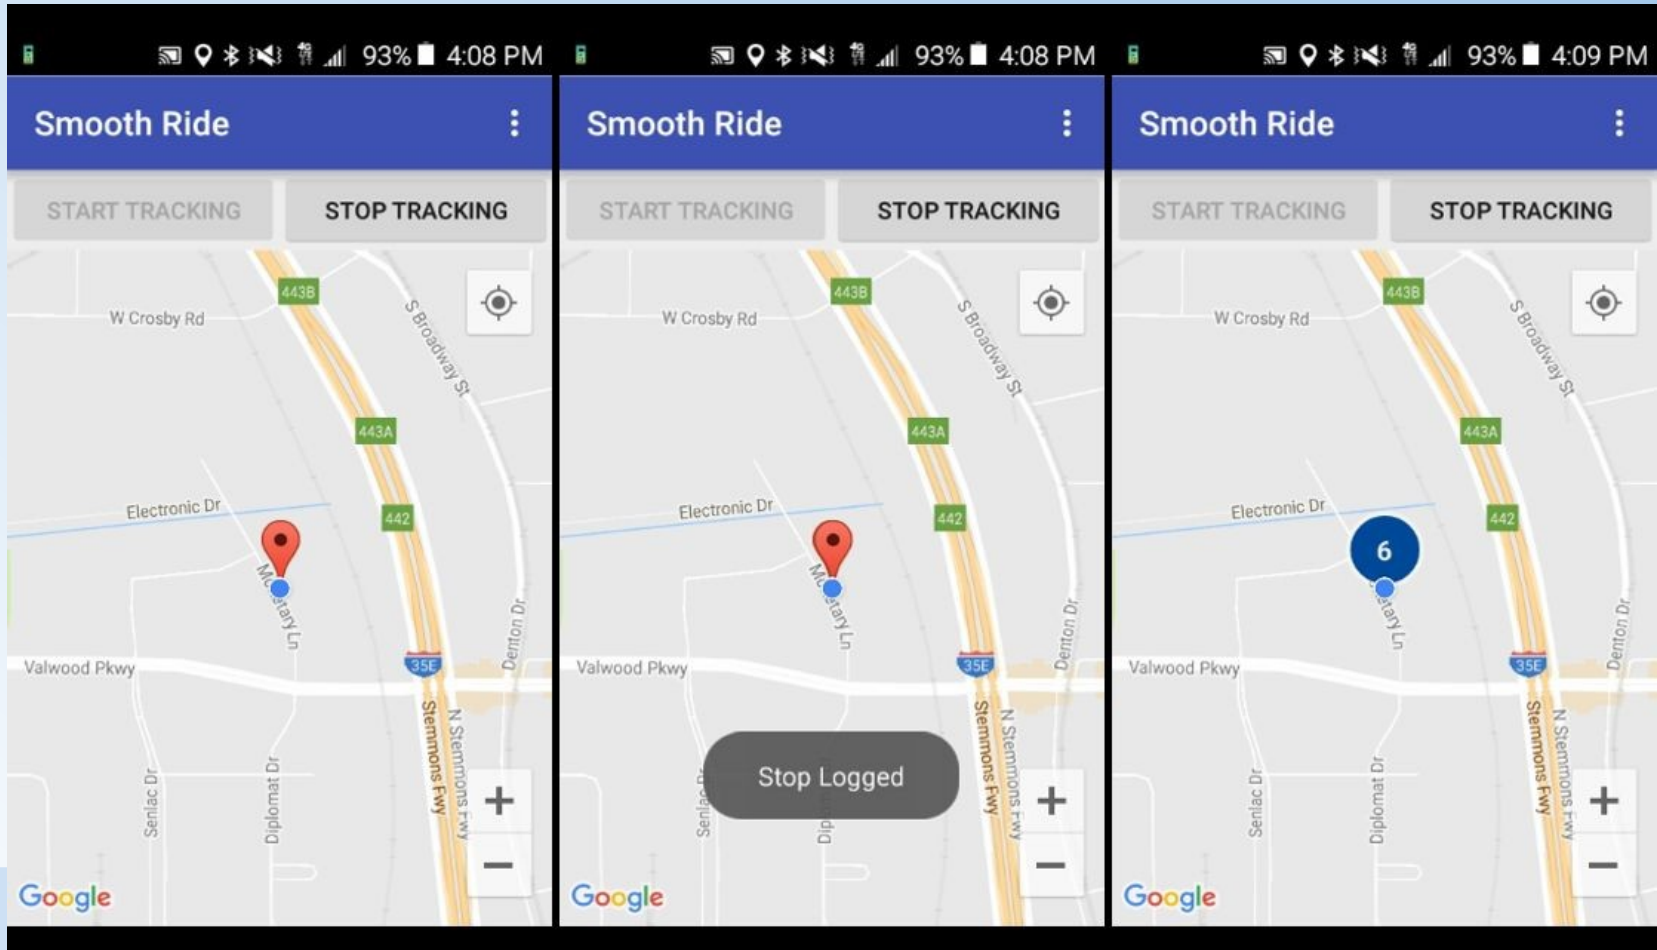 4G 93% 4:08 PM
Smooth Ride
START TRACKING STOP TRACKING
443B
W Crosby Rd
S Broadway St
443A
Electronic Dr
442
Denton Dr
Valwood Pkwy
35E
Stemmons Fwy
N Stemmons Fwy
Senlac Dr
Diplomat Dr
+
−
Google
4G 93% 4:08 PM
Smooth Ride
START TRACKING STOP TRACKING
443B
W Crosby Rd
S Broadway St
443A
Electronic Dr
442
Denton Dr
Valwood Pkwy
35E
Stemmons Fwy
Stop Logged
+
−
Google
4G 93% 4:09 PM
Smooth Ride
START TRACKING STOP TRACKING
443B
W Crosby Rd
S Broadway St
443A
Electronic Dr
442
6
Denton Dr
Valwood Pkwy
35E
Stemmons Fwy
N Stemmons Fwy
Senlac Dr
Diplomat Dr
+
−
Google